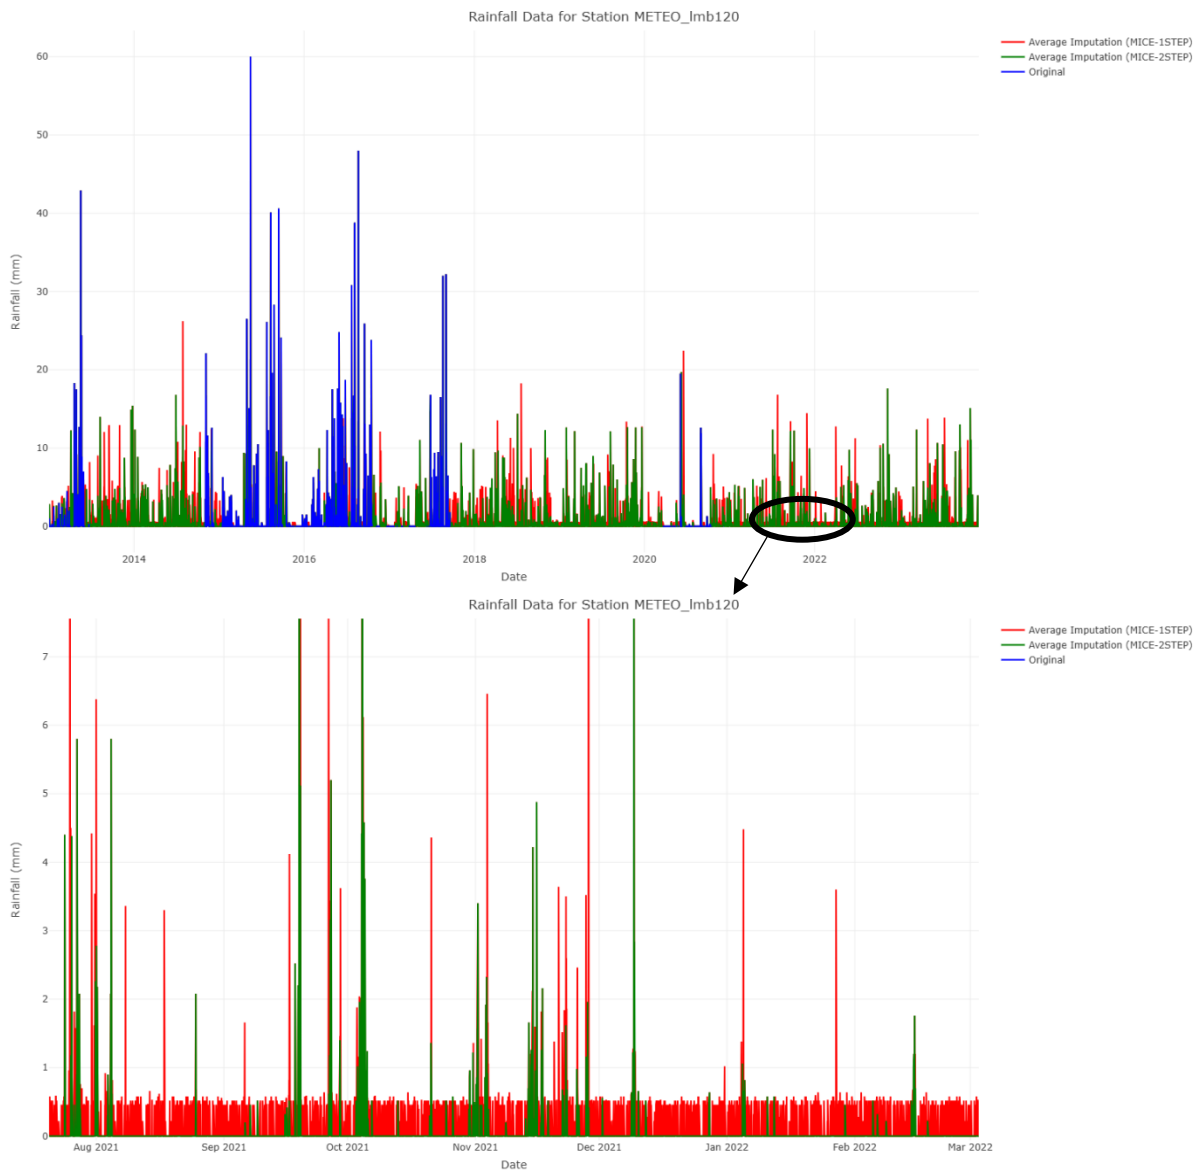 Rainfall Data for Station METEO_lmb120
Average Imputation (MICE-1STEP)
Average Imputation (MICE-2STEP)
Original
60
50
40
30
20
10
0
Rainfall (mm)
2014 2016 2018 2020 2022
Date
Rainfall Data for Station METEO_lmb120
Average Imputation (MICE-1STEP)
Average Imputation (MICE-2STEP)
Original
7
6
5
4
3
2
1
0
Rainfall (mm)
Aug 2021 Sep 2021 Oct 2021 Nov 2021 Dec 2021 Jan 2022 Feb 2022 Mar 2022
Date